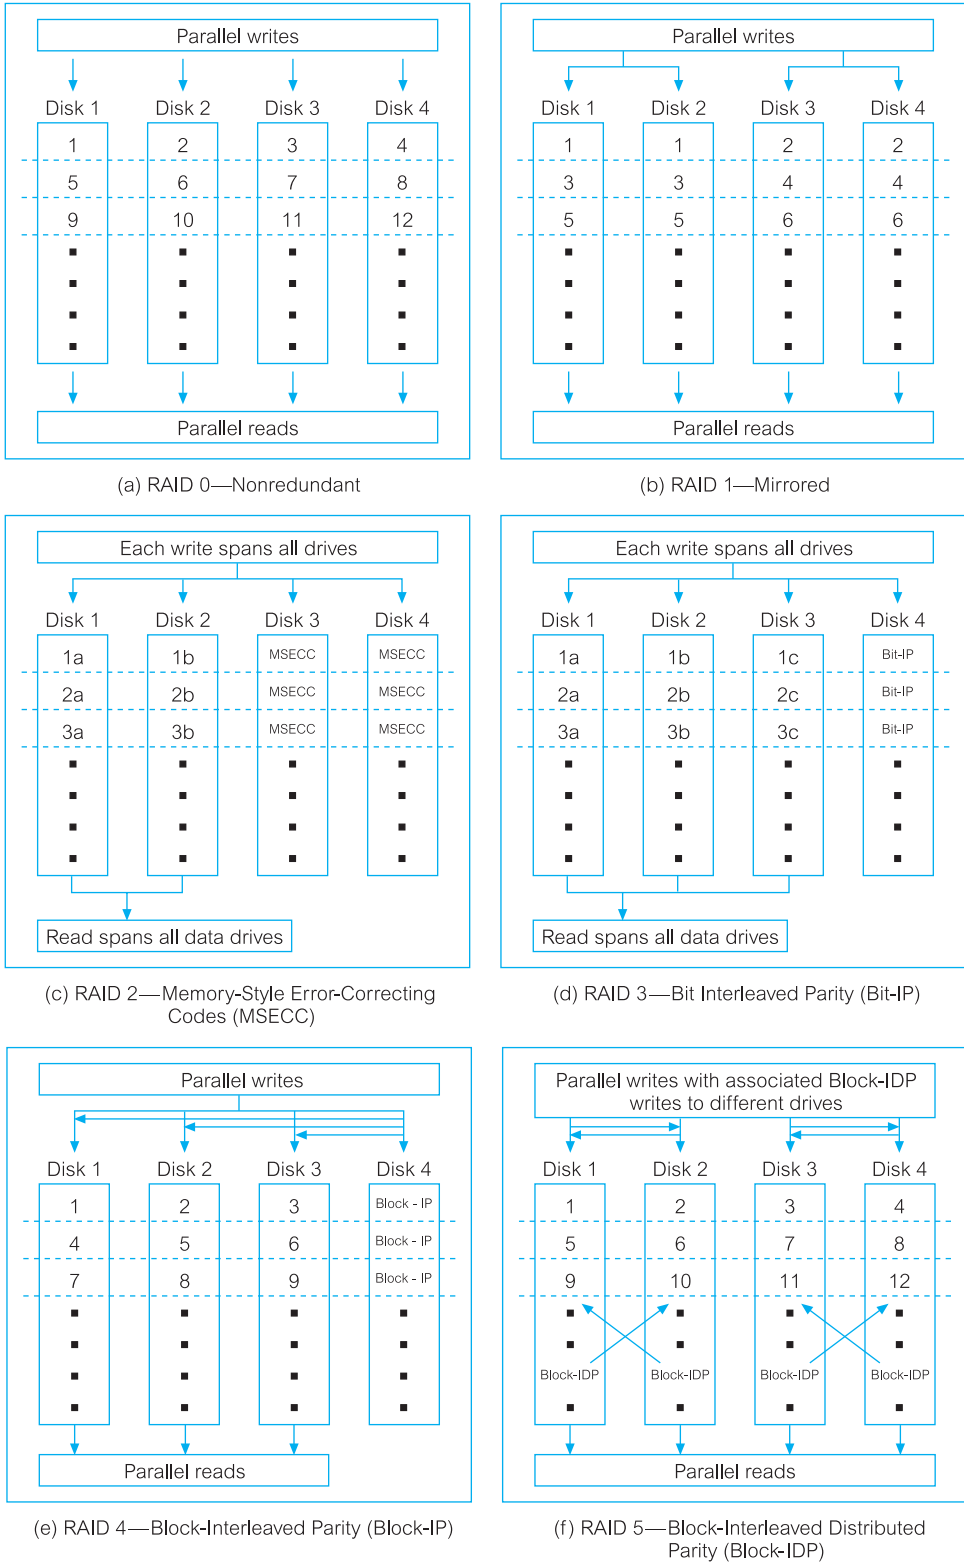 Parallel writes
Disk 1 Disk 2 Disk 3 Disk 4
1 2 3 4
5 6 7 8
9 10 11 12
Parallel reads
(a) RAID 0—Nonredundant
Parallel writes
Disk 1 Disk 2 Disk 3 Disk 4
1 1 2 2
3 3 4 4
5 5 6 6
Parallel reads
(b) RAID 1—Mirrored
Each write spans all drives
Disk 1 Disk 2 Disk 3 Disk 4
1a 1b MSECC MSECC
2a 2b MSECC MSECC
3a 3b MSECC MSECC
Read spans all data drives
(c) RAID 2—Memory-Style Error-Correcting
Codes (MSECC)
Each write spans all drives
Disk 1 Disk 2 Disk 3 Disk 4
1a 1b 1c Bit-IP
2a 2b 2c Bit-IP
3a 3b 3c Bit-IP
Read spans all data drives
(d) RAID 3—Bit Interleaved Parity (Bit-IP)
Parallel writes
Disk 1 Disk 2 Disk 3 Disk 4
1 2 3 Block - IP
4 5 6 Block - IP
7 8 9 Block - IP
Parallel reads
(e) RAID 4—Block-Interleaved Parity (Block-IP)
Parallel writes with associated Block-IDP
writes to different drives
Disk 1 Disk 2 Disk 3 Disk 4
1 2 3 4
5 6 7 8
9 10 11 12
Block-IDP Block-IDP Block-IDP Block-IDP
Parallel reads
(f) RAID 5—Block-Interleaved Distributed
Parity (Block-IDP)